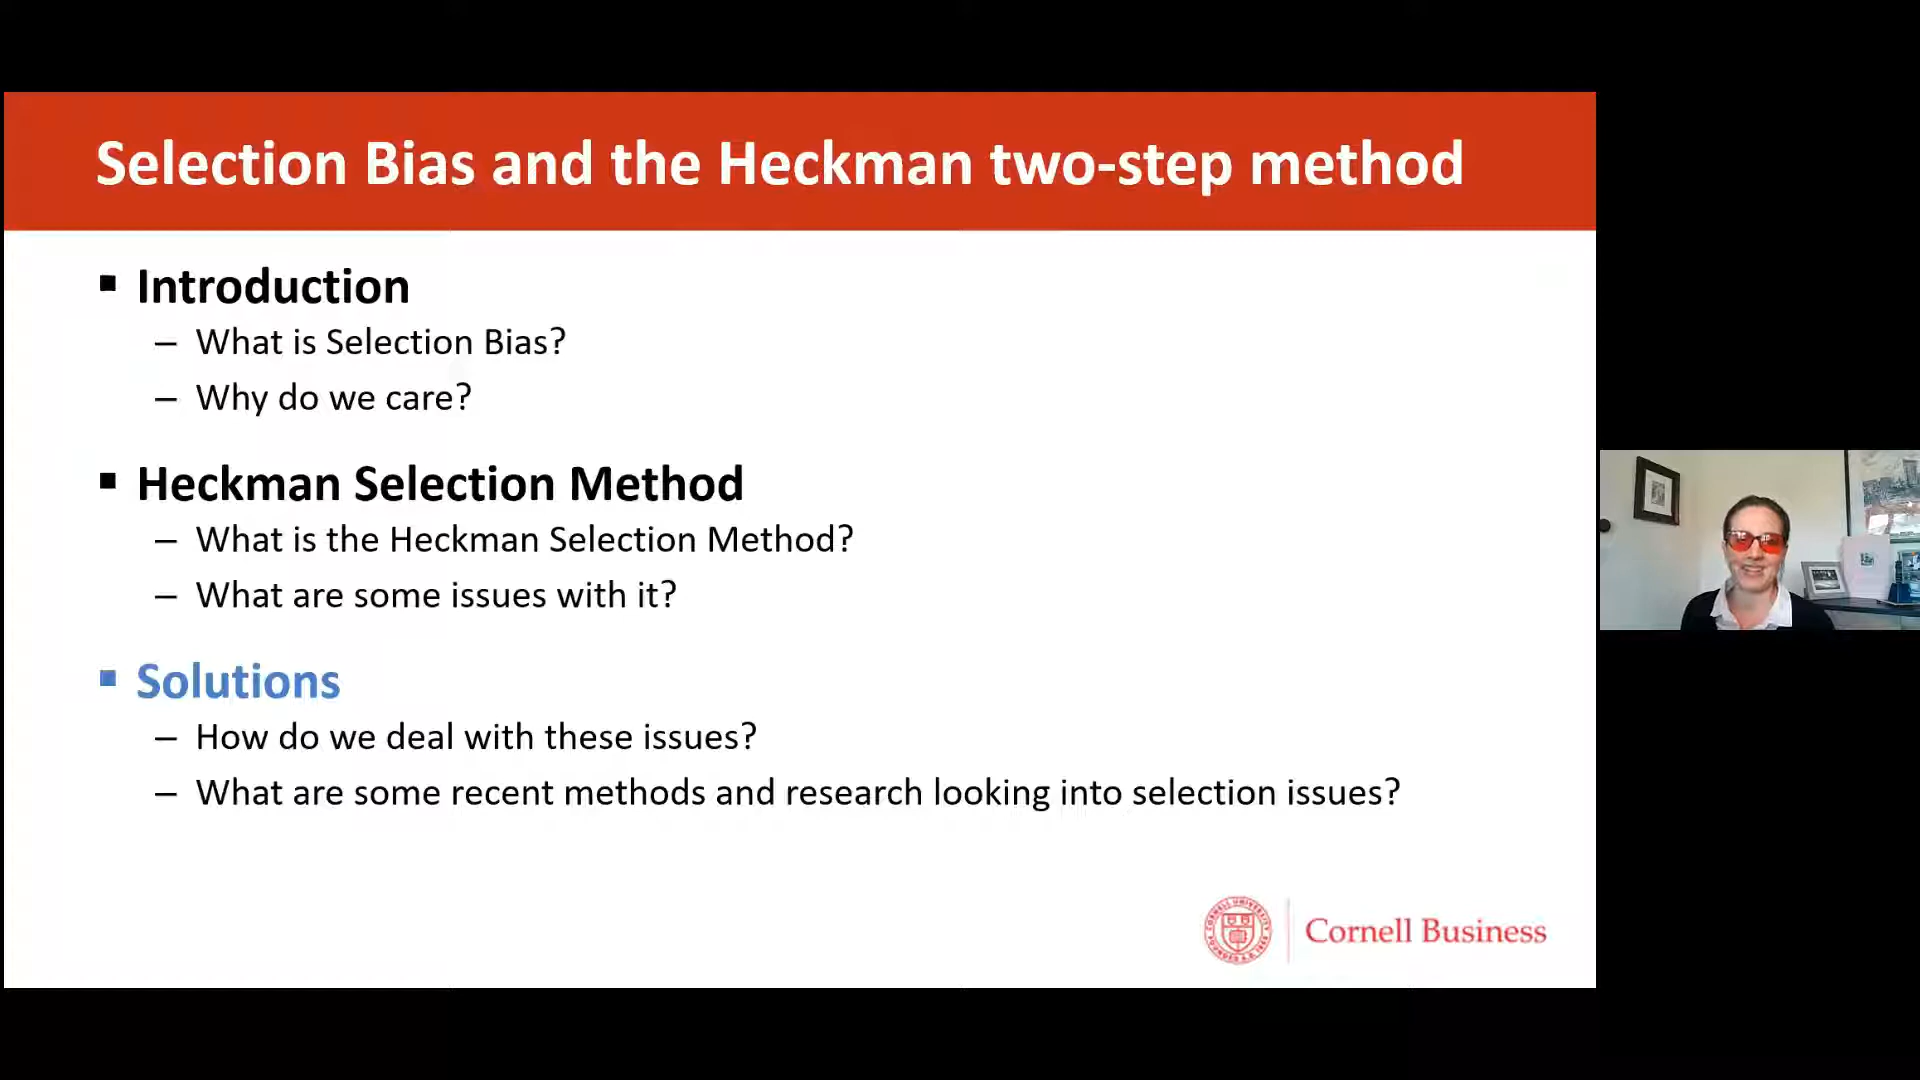 Selection Bias and the Heckman two-step method
▪ Introduction
– What is Selection Bias?
– Why do we care?
▪ Heckman Selection Method
– What is the Heckman Selection Method?
– What are some issues with it?
▪ Solutions
– How do we deal with these issues?
– What are some recent methods and research looking into selection issues?
Cornell Business